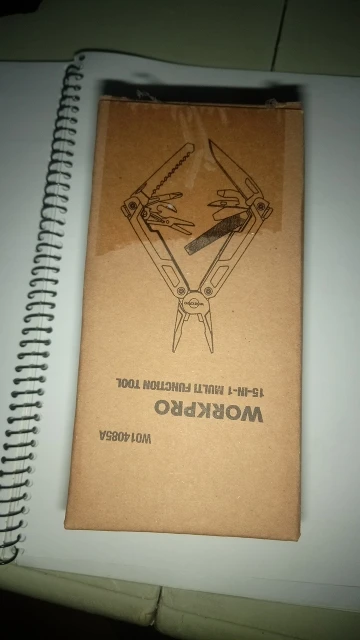 W014085A
WORKPRO
15-IN-1 MULTI FUNCTION TOOL